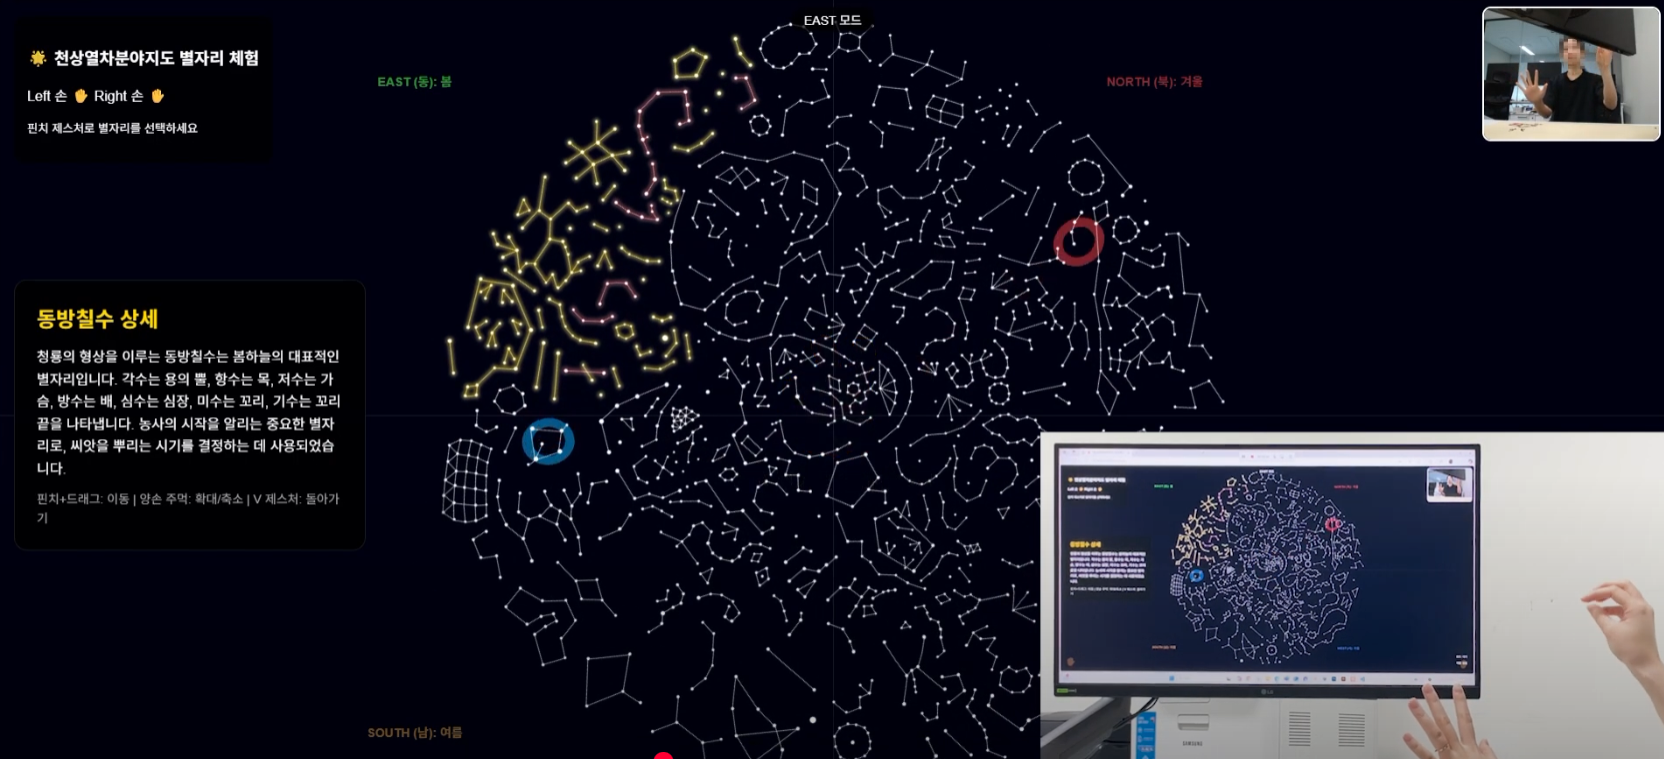 EAST 모드
🌟 천상열차분야지도 별자리 체험
Left 손 ✋ Right 손 ✋
핀치 제스처로 별자리를 선택하세요
EAST (동): 봄
NORTH (북): 겨울
동방칠수 상세
청룡의 형상을 이루는 동방칠수는 봄하늘의 대표적인
별자리입니다. 각수는 용의 뿔, 항수는 목, 저수는 가
슴, 방수는 배, 심수는 심장, 미수는 꼬리, 기수는 꼬리
끝을 나타냅니다. 농사의 시작을 알리는 중요한 별자
리로, 씨앗을 뿌리는 시기를 결정하는 데 사용되었습
니다.
핀치+드래그: 이동 | 양손 주먹: 확대/축소 | V 제스처: 돌아가
기
SOUTH (남): 여름
동방칠수 상세
LG
SAMSUNG